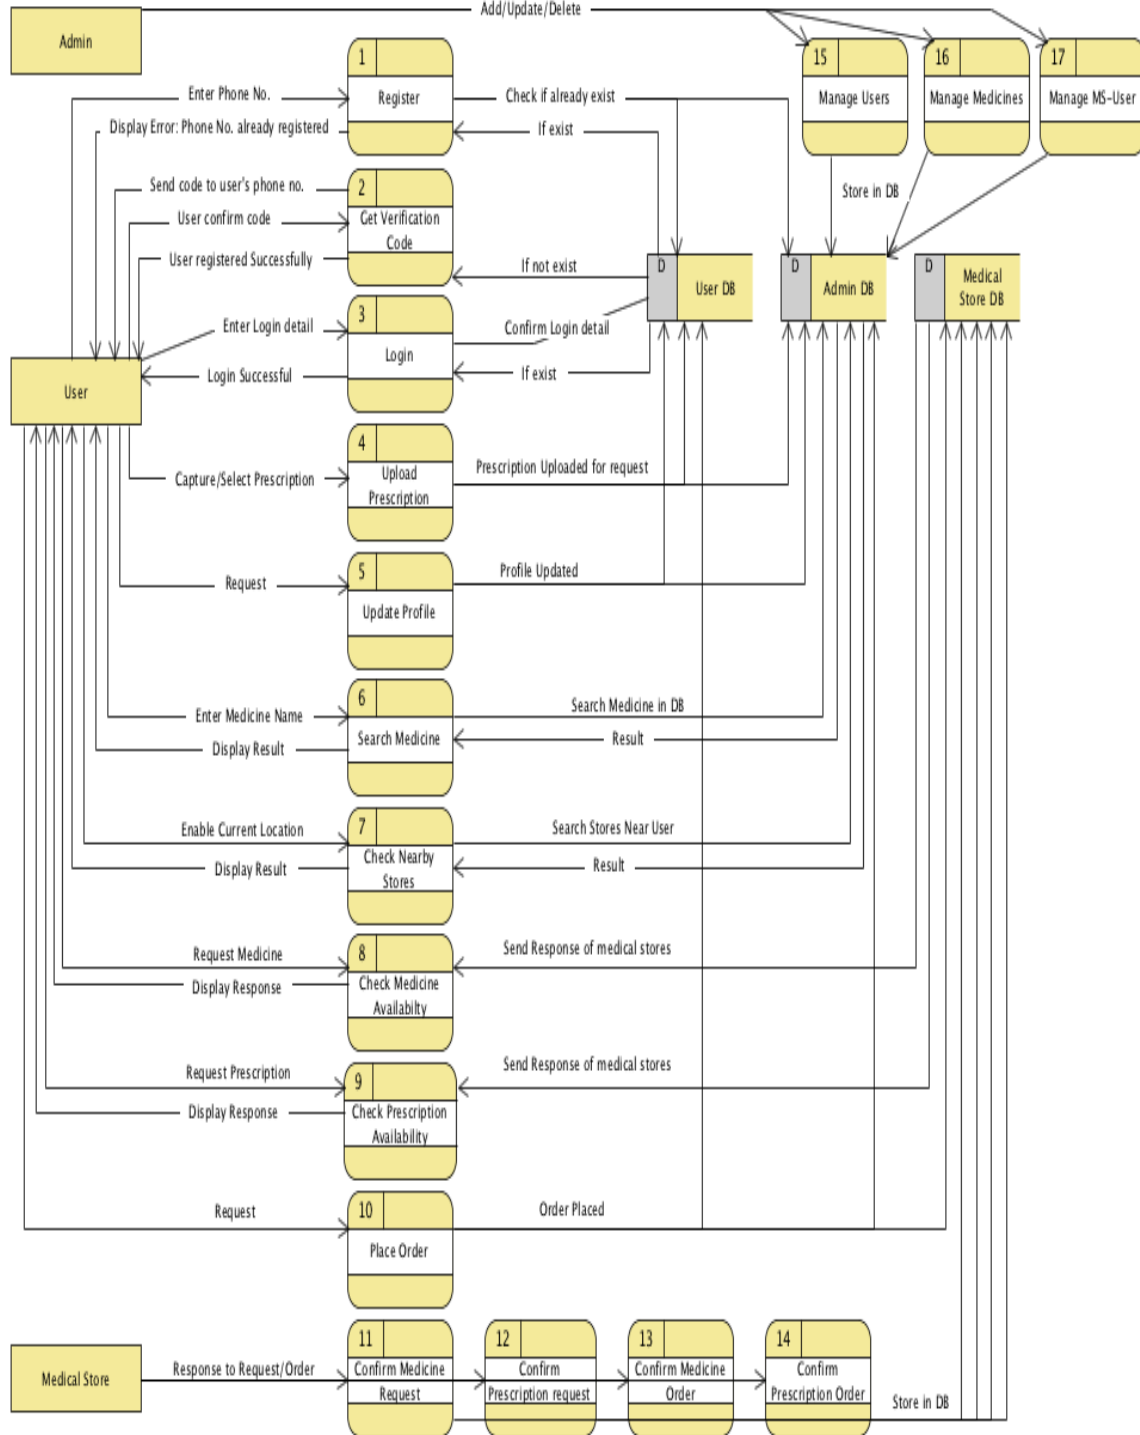 Add/Update/Delete
Admin
1
Register
15
Manage Users
16
Manage Medicines
17
Manage MS-User
Enter Phone No.
Check if already exist
Display Error: Phone No. already registered
If exist
Send code to user's phone no.
2
Get Verification
Code
User confirm code
User registered Successfully
Store in DB
If not exist
D
User DB
D
Admin DB
D
Medical
Store DB
Enter Login detail
3
Login
Confirm Login detail
Login Successful
If exist
User
4
Upload
Prescription
Capture/Select Prescription
Prescription Uploaded for request
5
Update Profile
Request
Profile Updated
6
Search Medicine
Enter Medicine Name
Search Medicine in DB
Display Result
Result
7
Check Nearby
Stores
Enable Current Location
Search Stores Near User
Display Result
Result
8
Check Medicine
Availabilty
Request Medicine
Send Response of medical stores
Display Response
9
Check Prescription
Availability
Request Prescription
Send Response of medical stores
Display Response
10
Place Order
Request
Order Placed
Medical Store
Response to Request/Order
11
Confirm Medicine
Request
12
Confirm
Prescription request
13
Confirm Medicine
Order
14
Confirm
Prescription Order
Store in DB